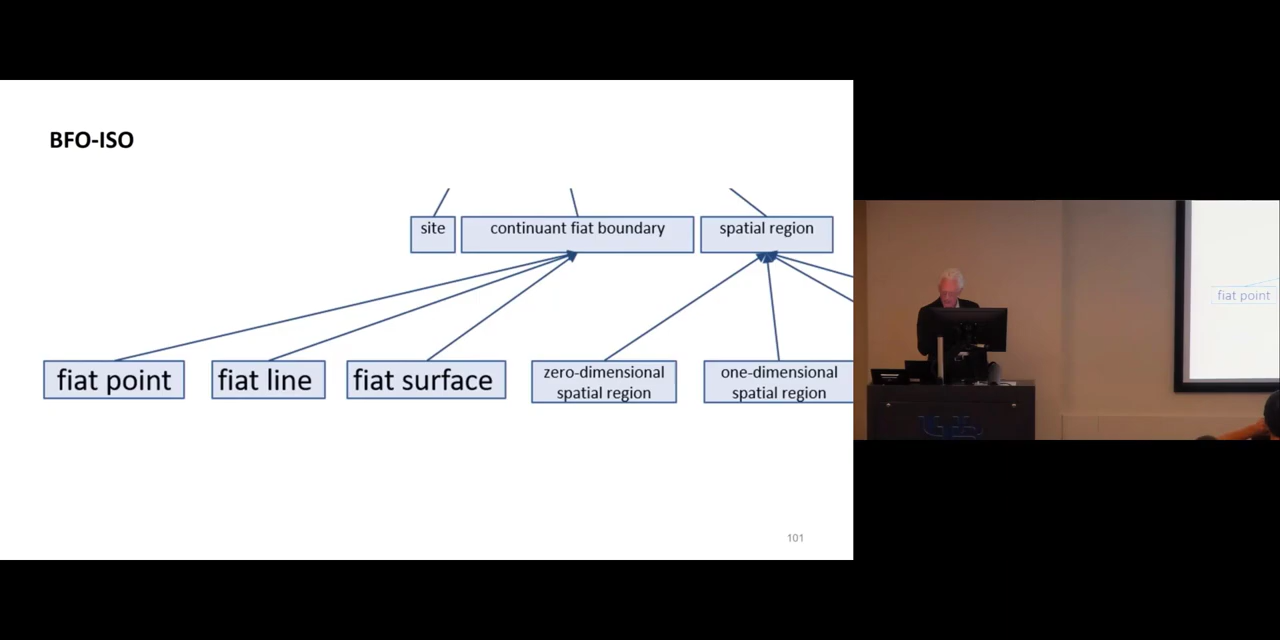 BFO-ISO
site
continuant fiat boundary
spatial region
fiat point
fiat line
fiat surface
zero-dimensional
spatial region
one-dimensional
spatial region
101
fiat point